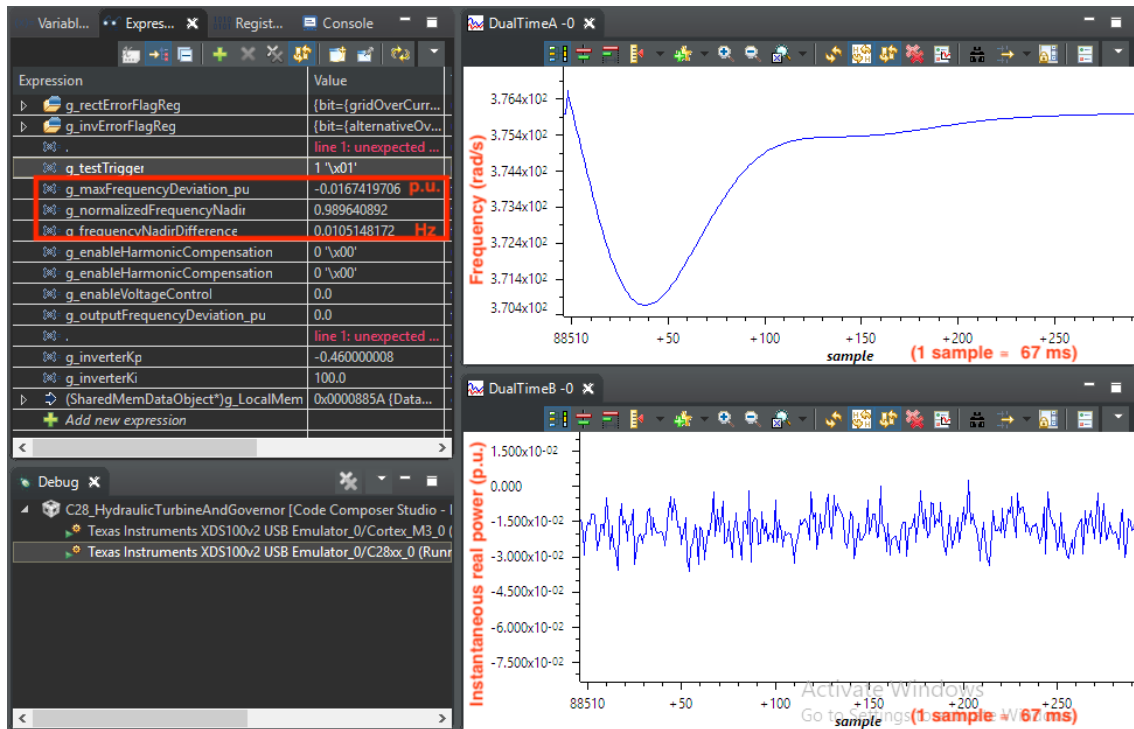 Variabl... Expres... Regist... Console
Expression Value
g_rectErrorFlagReg {bit={gridOverCurr...
g_invErrorFlagReg {bit={alternativeOv...
. line 1: unexpected ...
g_testTrigger 1 '\x01'
g_maxFrequencyDeviation_pu -0.0167419706 p.u.
g_normalizedFrequencyNadir 0.989640892
g_frequencyNadirDifference 0.0105148172 Hz
g_enableHarmonicCompensation 0 '\x00'
g_enableHarmonicCompensation 0 '\x00'
g_enableVoltageControl 0.0
g_outputFrequencyDeviation_pu 0.0
. line 1: unexpected ...
g_inverterKp -0.460000008
g_inverterKi 100.0
(SharedMemDataObject*)g_LocalMem 0x0000885A {Data...
Add new expression
Debug
C28_HydraulicTurbineAndGovernor [Code Composer Studio -
Texas Instruments XDS100v2 USB Emulator_0/Cortex_M3_0 (
Texas Instruments XDS100v2 USB Emulator_0/C28xx_0 (Runr
DualTimeA -0
Frequency (rad/s)
3.764x10²
3.754x10²
3.744x10²
3.734x10²
3.724x10²
3.714x10²
3.704x10²
88510 +50 +100 +150 +200 +250
sample (1 sample = 67 ms)
DualTimeB -0
Instantaneous real power (p.u.)
1.500x10-02
0.000
-1.500x10-02
-3.000x10-02
-4.500x10-02
-6.000x10-02
-7.500x10-02
Activate Windows
88510 +50 +100 +150 +200 +250
Go to Settings to activate Windows.
sample (1 sample = 67 ms)